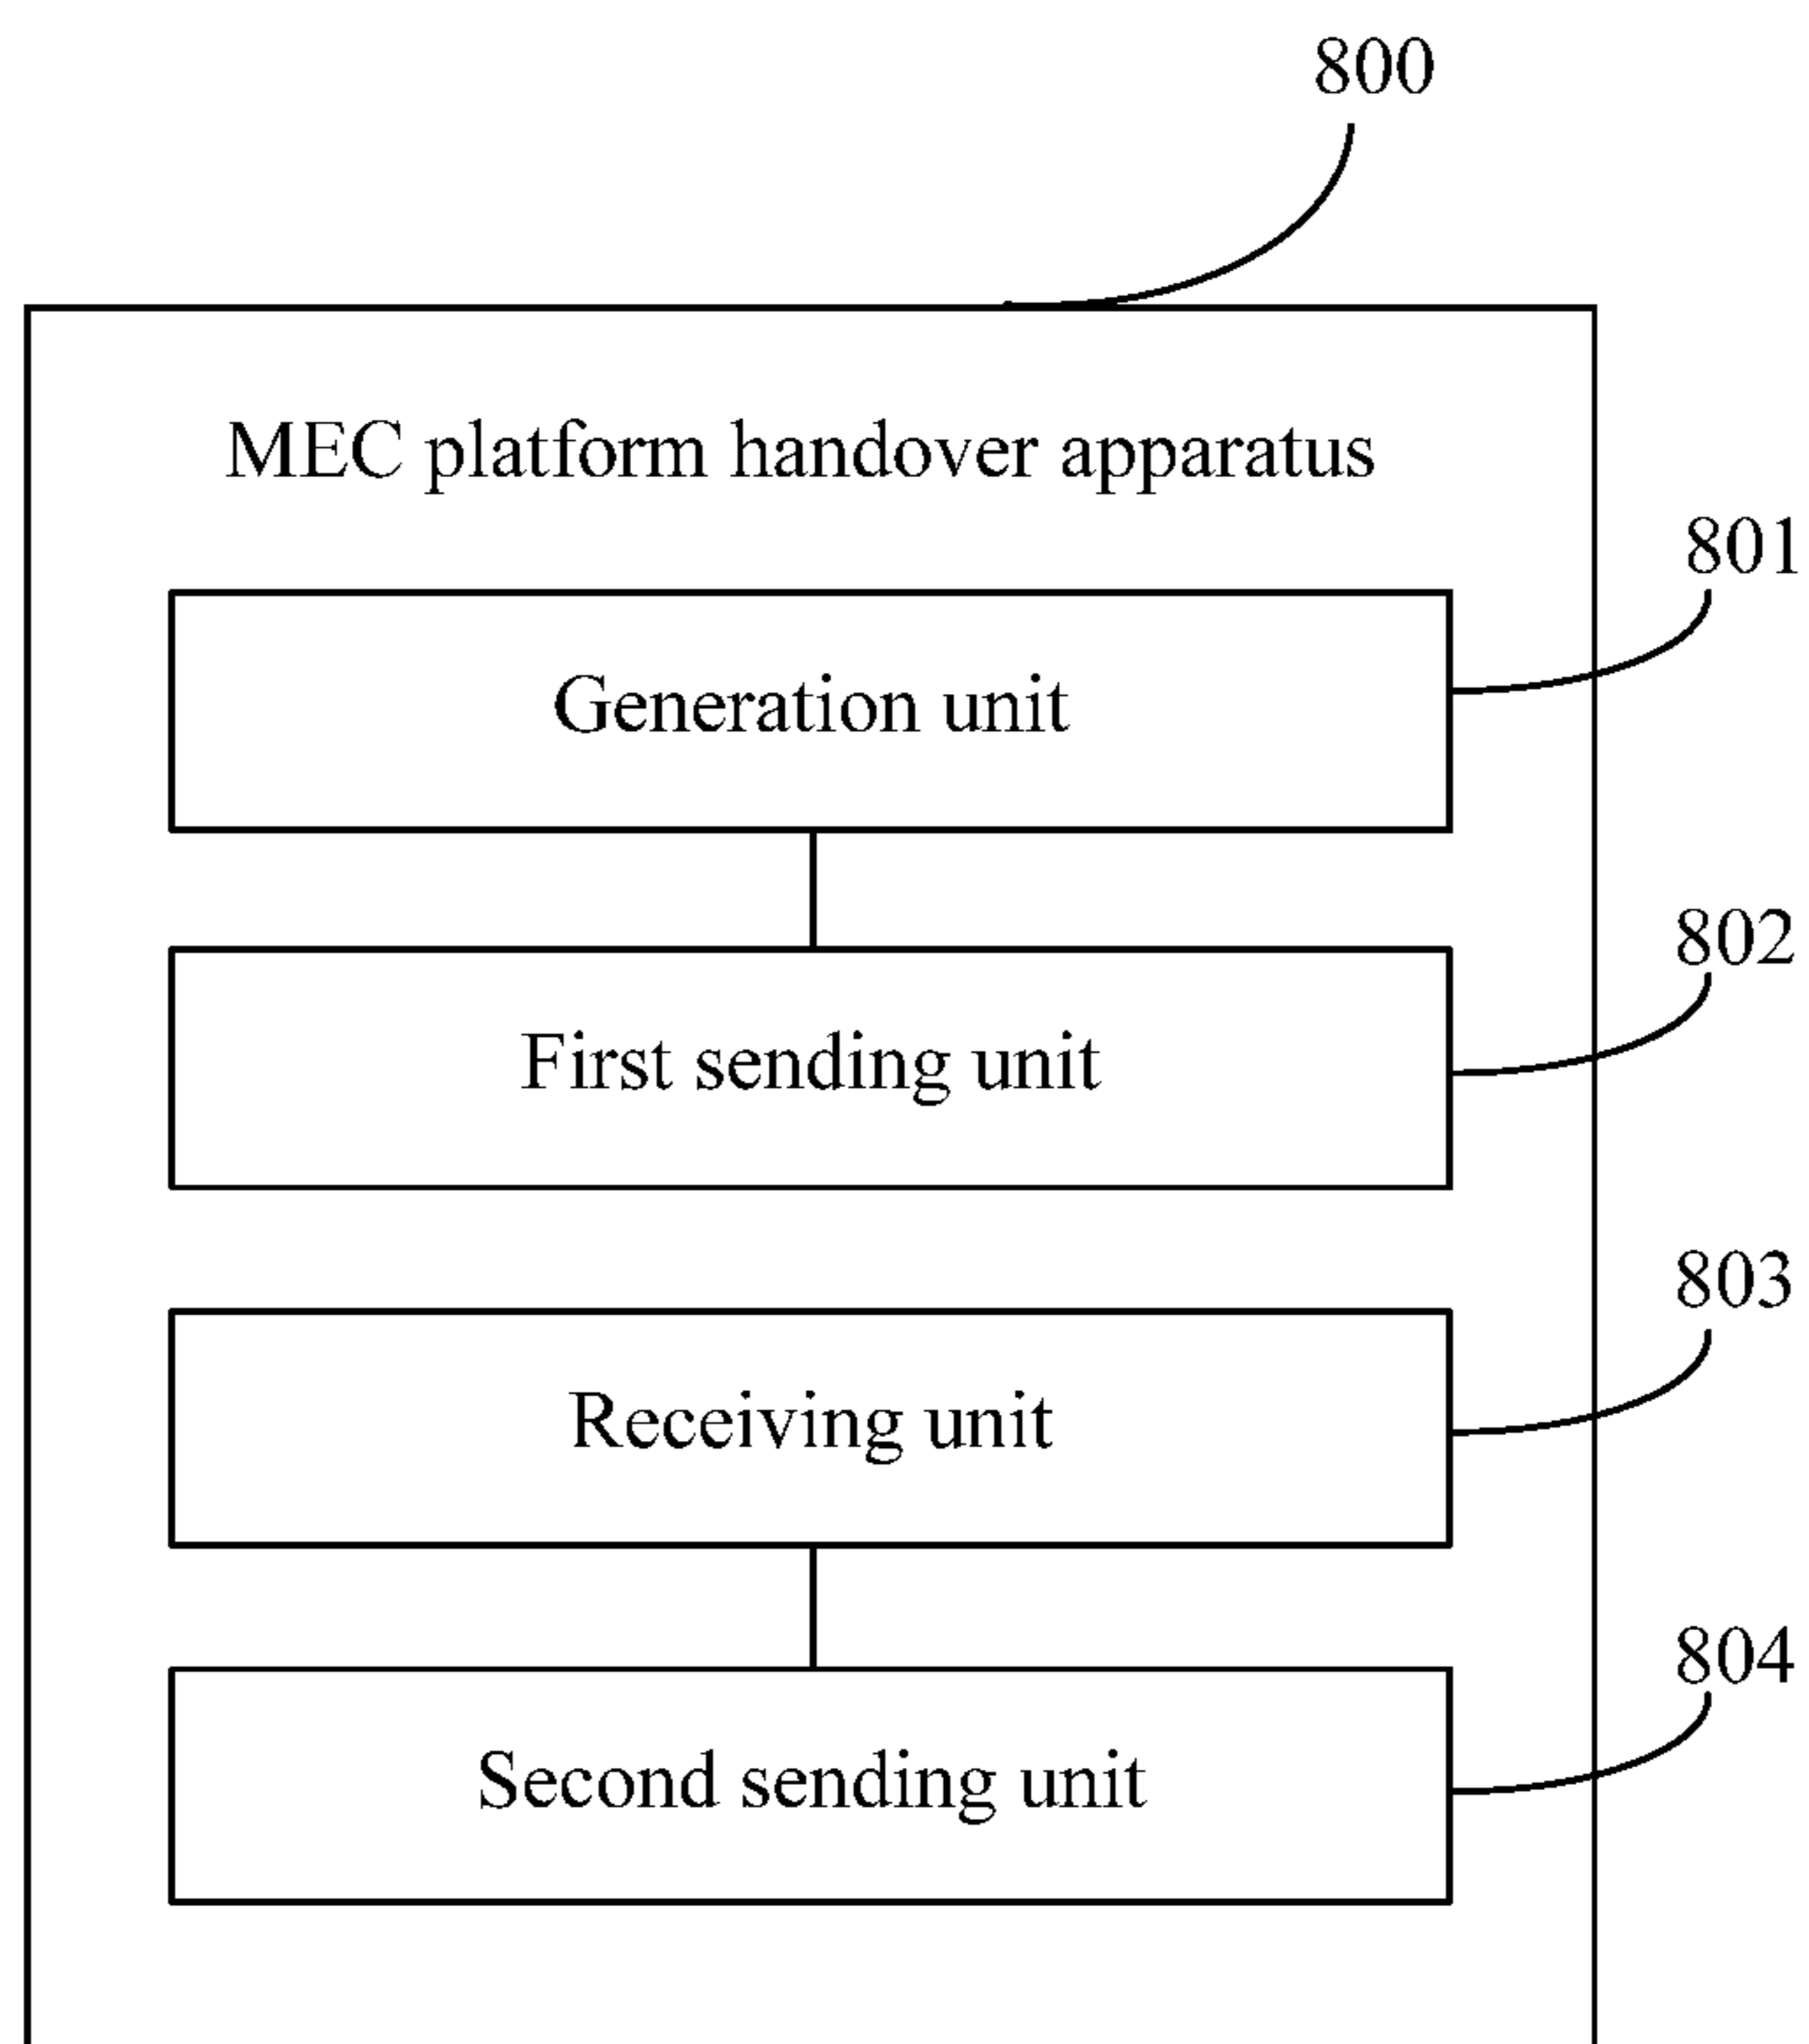 800
MEC platform handover apparatus
801
Generation unit
802
First sending unit
803
Receiving unit
804
Second sending unit